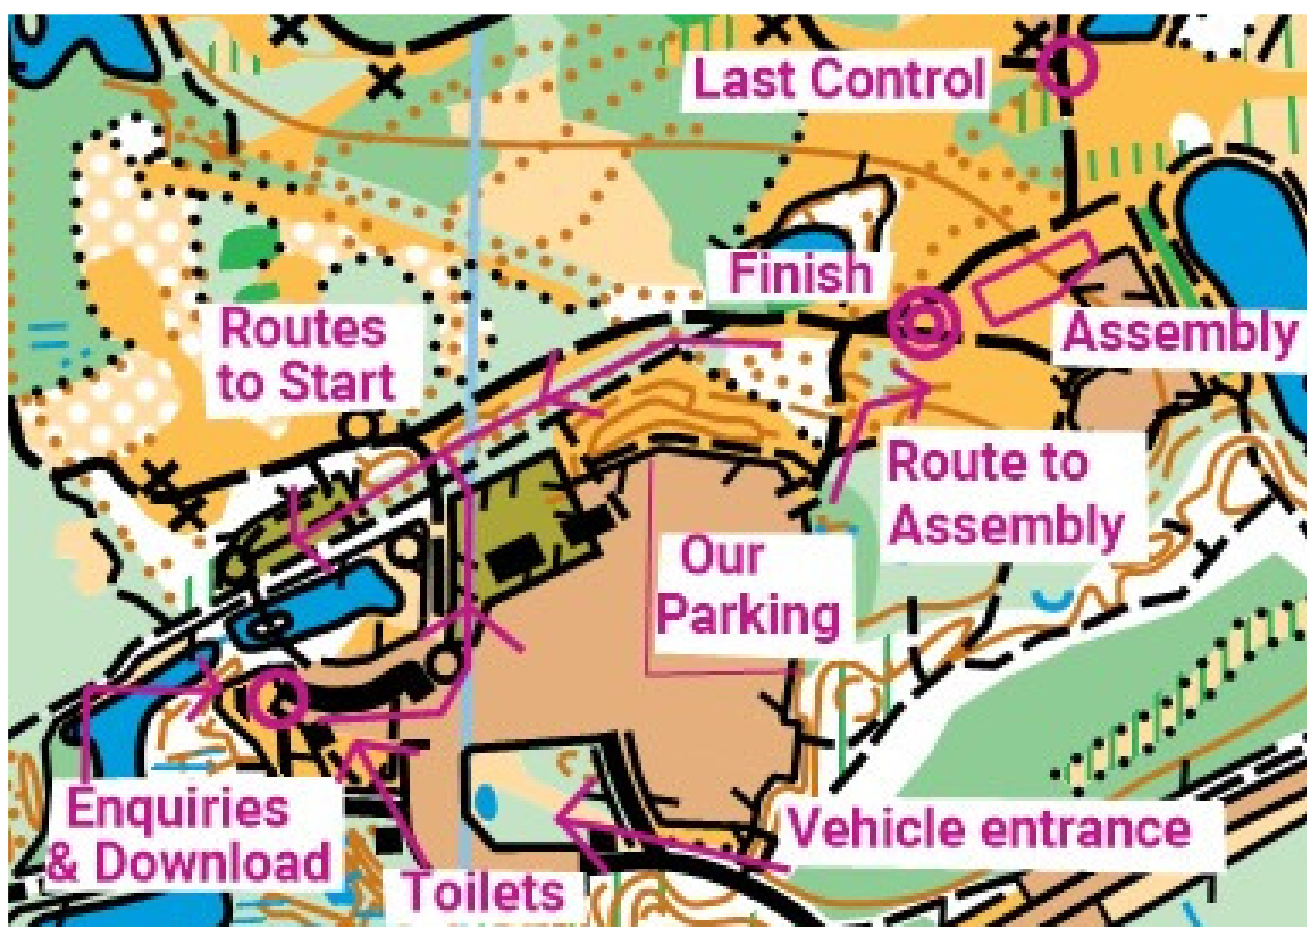 Last Control
Finish
Assembly
Routes
to Start
Route to
Assembly
Our
Parking
Enquiries
& Download
Vehicle entrance
Toilets